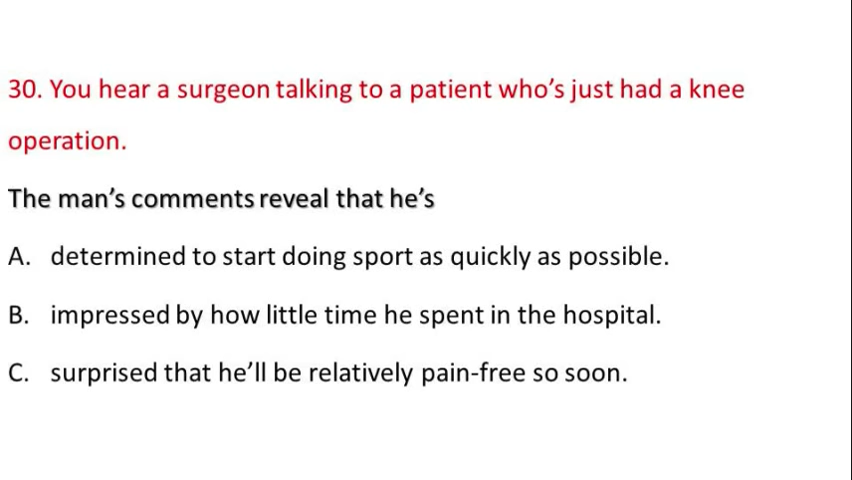 30. You hear a surgeon talking to a patient who’s just had a knee
operation.
The man’s comments reveal that he’s
A. determined to start doing sport as quickly as possible.
B. impressed by how little time he spent in the hospital.
C. surprised that he’ll be relatively pain-free so soon.